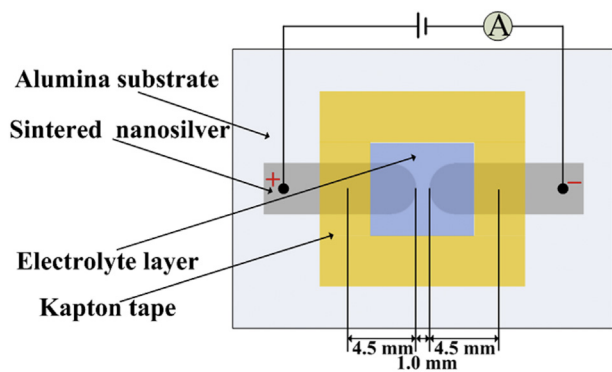 A
Alumina substrate
Sintered nanosilver
+
−
Electrolyte layer
Kapton tape
4.5 mm 4.5 mm
1.0 mm